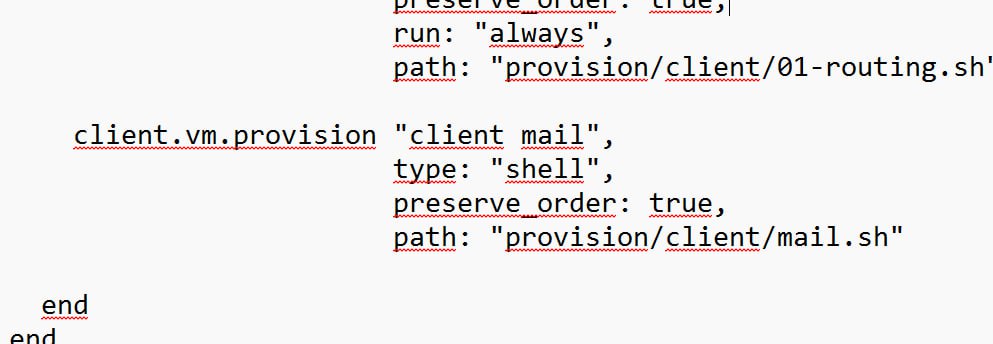 preserve_order: true,
run: "always",
path: "provision/client/01-routing.sh"
client.vm.provision "client mail",
type: "shell",
preserve_order: true,
path: "provision/client/mail.sh"
end
end